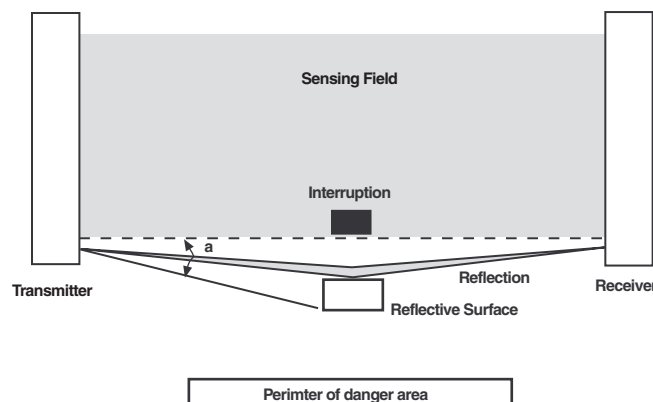 Sensing Field
Interruption
a
Reflection
Transmitter
Receiver
Reflective Surface
Perimter of danger area